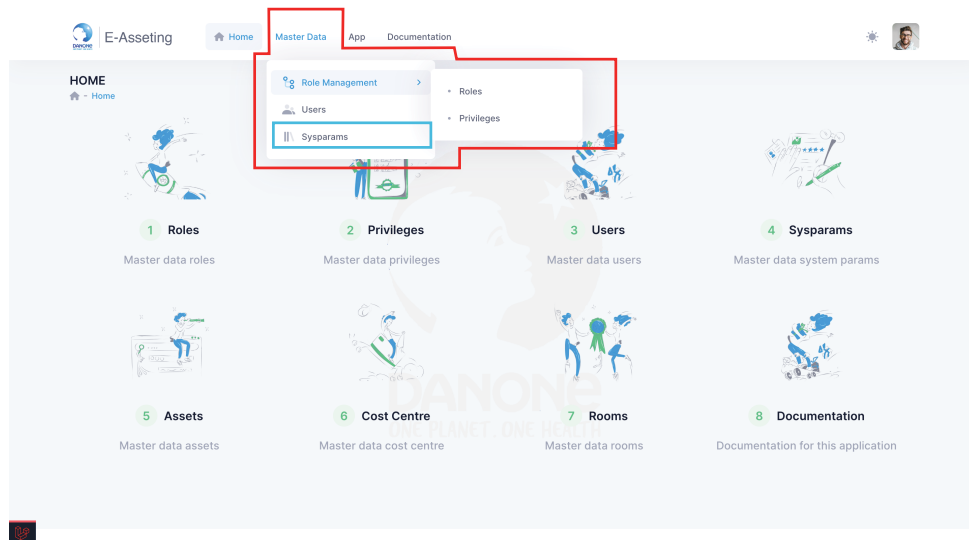 DANONE
E-Asseting
Home
Master Data
App
Documentation
HOME
- Home
Role Management
Users
Sysparams
Roles
Privileges
1 Roles
Master data roles
2 Privileges
Master data privileges
3 Users
Master data users
4 Sysparams
Master data system params
DANONE
ONE PLANET. ONE HEALTH
5 Assets
Master data assets
6 Cost Centre
Master data cost centre
7 Rooms
Master data rooms
8 Documentation
Documentation for this application